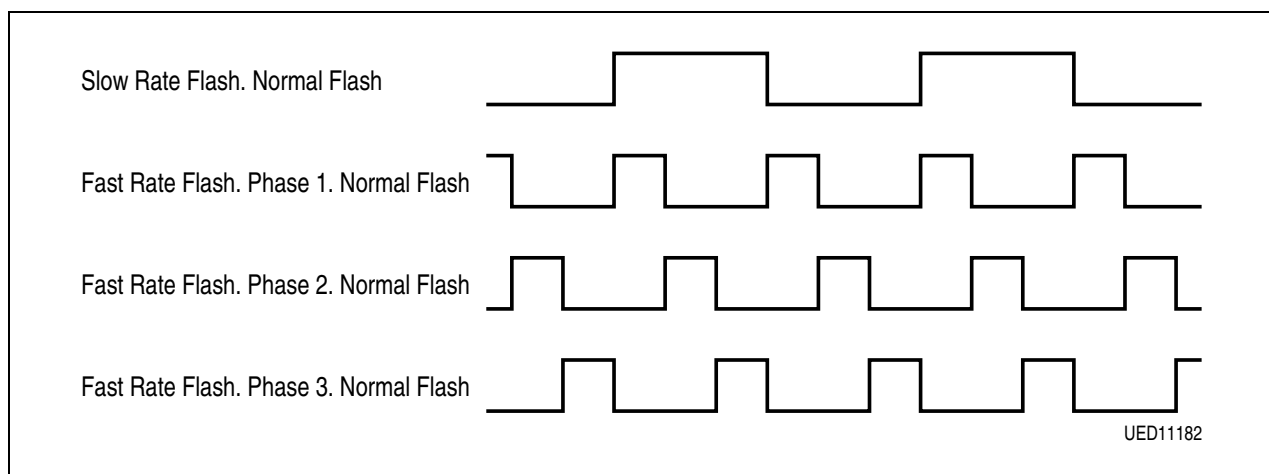 Slow Rate Flash. Normal Flash
Fast Rate Flash. Phase 1. Normal Flash
Fast Rate Flash. Phase 2. Normal Flash
Fast Rate Flash. Phase 3. Normal Flash
UED11182